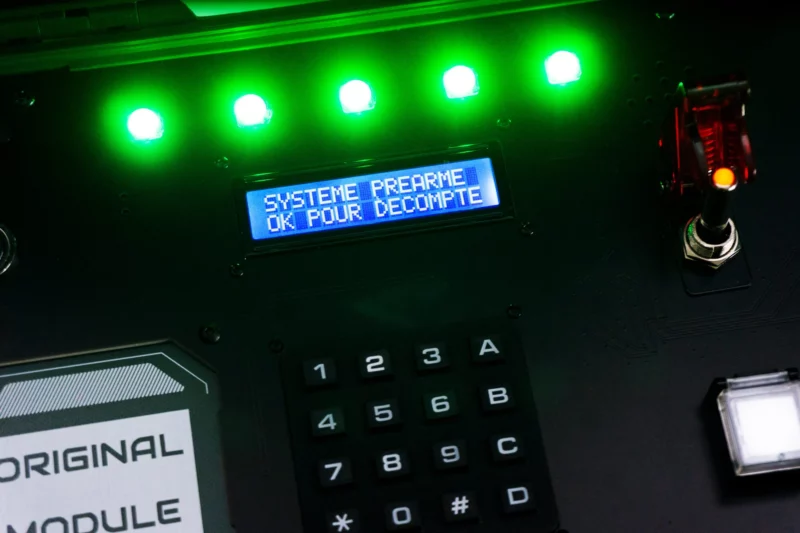 SYSTEME PREARME
OK POUR DECOMPTE
1 2 3 A
4 5 6 B
7 8 9 C
* 0 # D
ORIGINAL
MODULE